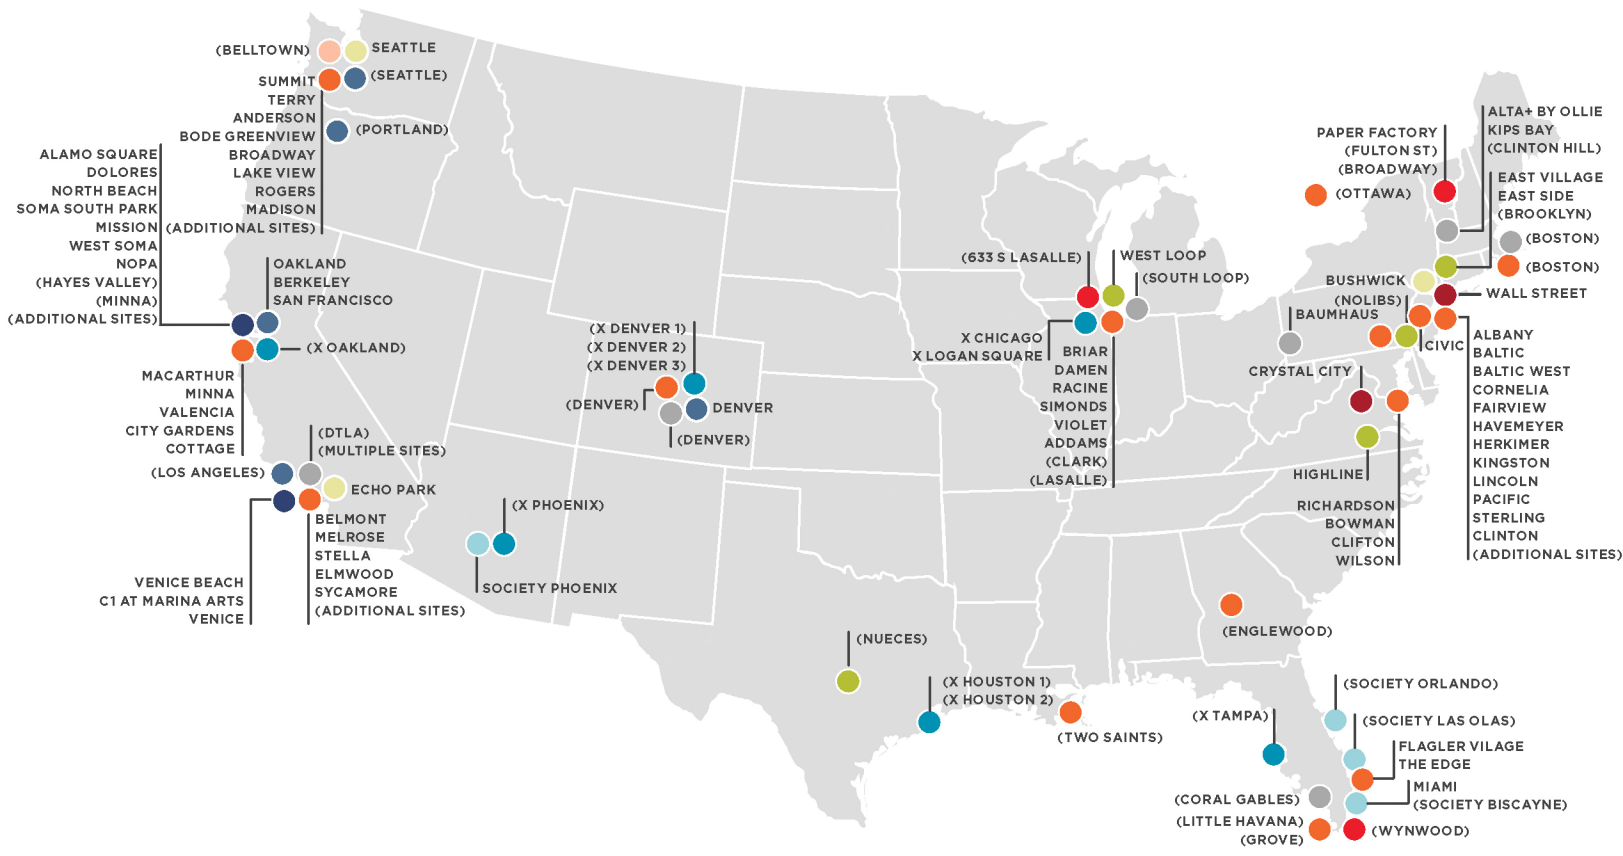 (BELLTOWN)
SEATTLE
(SEATTLE)
SUMMIT
TERRY
ANDERSON
BODE GREENVIEW
BROADWAY
LAKE VIEW
ROGERS
MADISON
(ADDITIONAL SITES)
(PORTLAND)
ALAMO SQUARE
DOLORES
NORTH BEACH
SOMA SOUTH PARK
MISSION
WEST SOMA
NOPA
(HAYES VALLEY)
(MINNA)
(ADDITIONAL SITES)
OAKLAND
BERKELEY
SAN FRANCISCO
(X OAKLAND)
MACARTHUR
MINNA
VALENCIA
CITY GARDENS
COTTAGE
(DTLA)
(MULTIPLE SITES)
(LOS ANGELES)
ECHO PARK
BELMONT
MELROSE
STELLA
ELMWOOD
SYCAMORE
(ADDITIONAL SITES)
VENICE BEACH
C1 AT MARINA ARTS
VENICE
(X PHOENIX)
SOCIETY PHOENIX
(X DENVER 1)
(X DENVER 2)
(X DENVER 3)
(DENVER)
DENVER
(DENVER)
(NUECES)
(X HOUSTON 1)
(X HOUSTON 2)
(TWO SAINTS)
(633 S LASALLE)
WEST LOOP
(SOUTH LOOP)
X CHICAGO
X LOGAN SQUARE
BRIAR
DAMEN
RACINE
SIMONDS
VIOLET
ADDAMS
(CLARK)
(LASALLE)
PAPER FACTORY
(FULTON ST)
(BROADWAY)
(OTTAWA)
ALTA+ BY OLLIE
KIPS BAY
(CLINTON HILL)
EAST VILLAGE
EAST SIDE
(BROOKLYN)
(BOSTON)
(BOSTON)
BUSHWICK
WALL STREET
(NOLIBS)
BAUMHAUS
CIVIC
ALBANY
BALTIC
BALTIC WEST
CORNELIA
FAIRVIEW
HAVEMEYER
HERKIMER
KINGSTON
LINCOLN
PACIFIC
STERLING
CLINTON
(ADDITIONAL SITES)
CRYSTAL CITY
HIGHLINE
RICHARDSON
BOWMAN
CLIFTON
WILSON
(ENGLEWOOD)
(SOCIETY ORLANDO)
(X TAMPA)
(SOCIETY LAS OLAS)
FLAGLER VILAGE
THE EDGE
MIAMI
(SOCIETY BISCAYNE)
(CORAL GABLES)
(LITTLE HAVANA)
(GROVE)
(WYNWOOD)